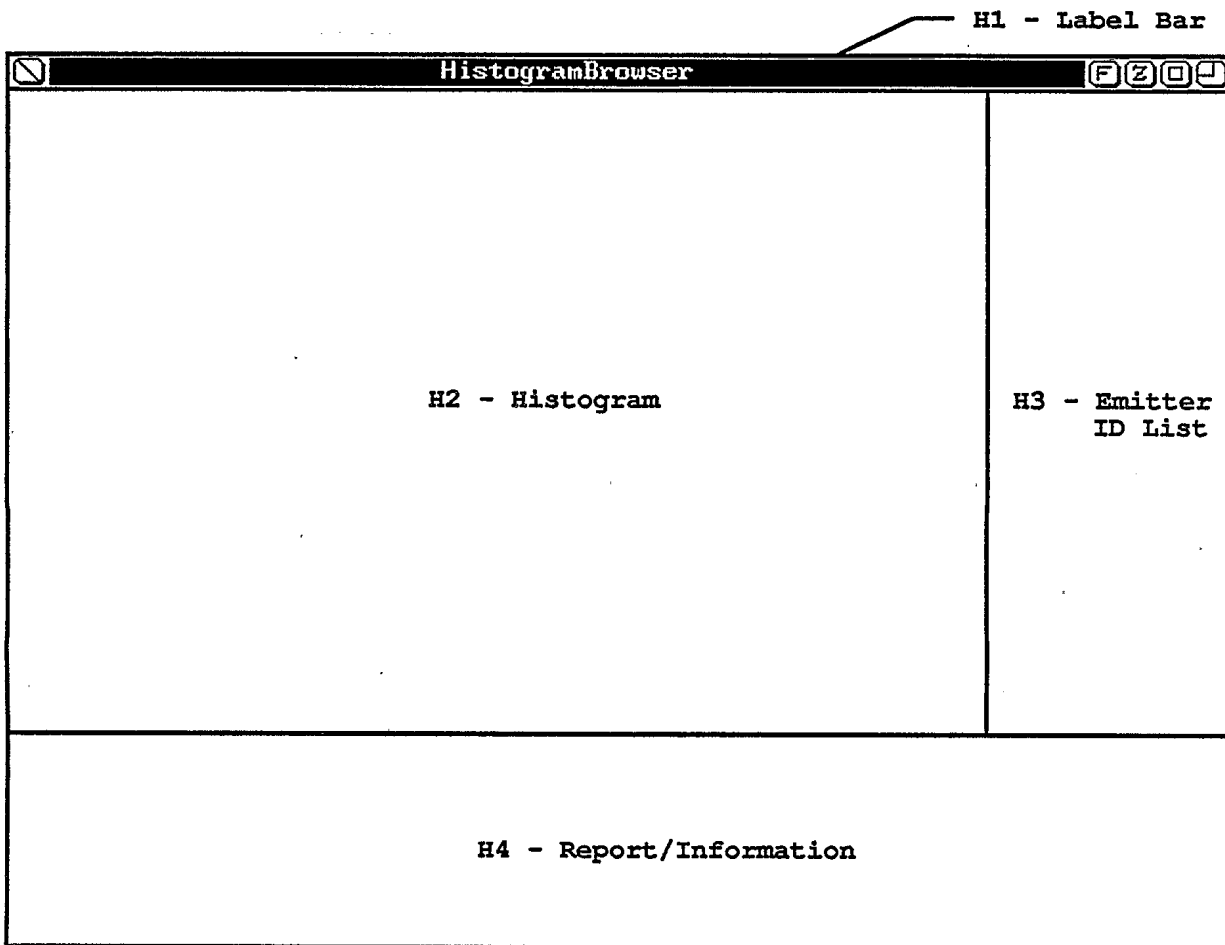 H1 - Label Bar
HistogramBrowser
F Z
H2 - Histogram
H3 - Emitter
ID List
H4 - Report/Information